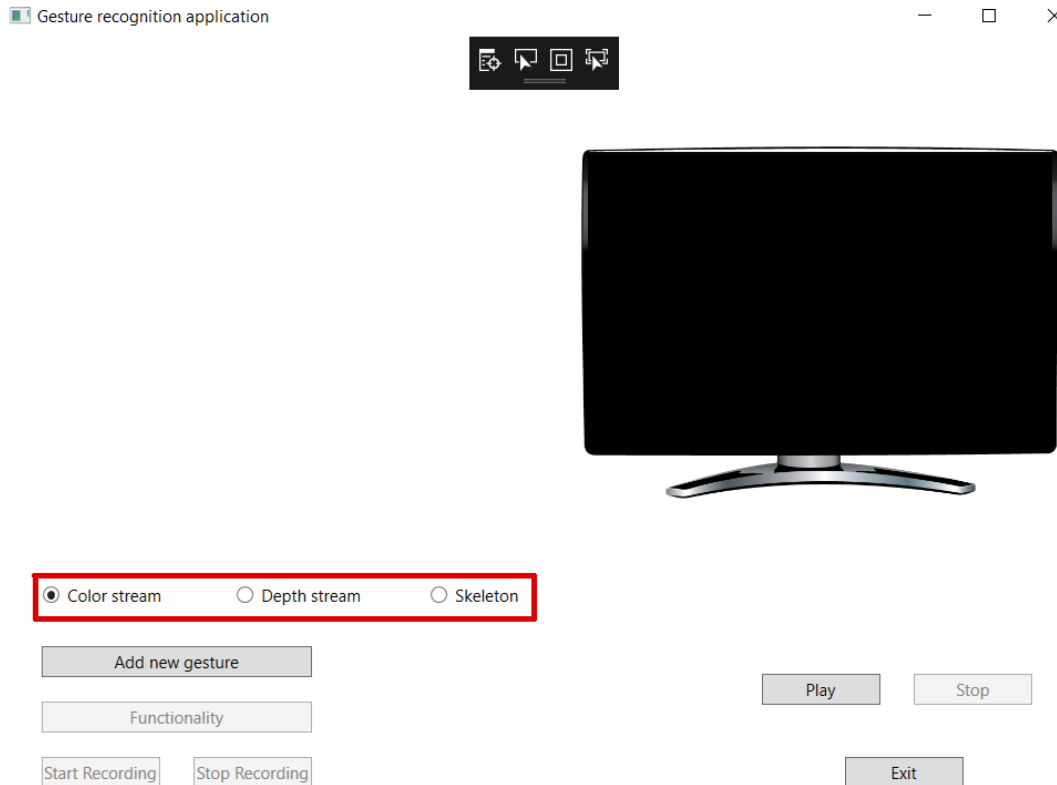 Gesture recognition application
Color stream Depth stream Skeleton
Add new gesture
Play Stop
Functionality
Start Recording Stop Recording
Exit